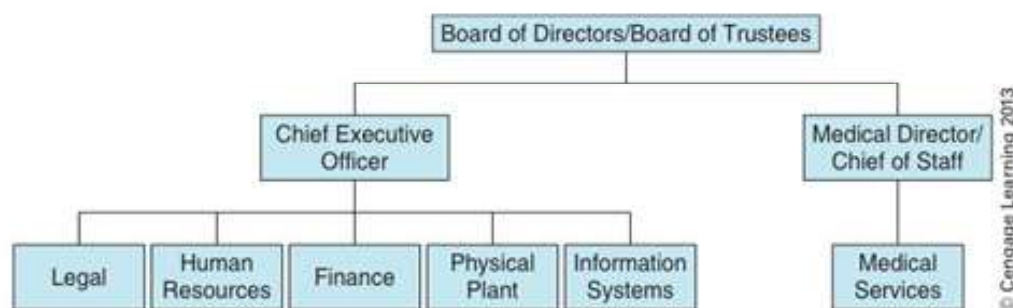 Board of Directors/Board of Trustees
Chief Executive
Officer
Medical Director/
Chief of Staff
Legal
Human
Resources
Finance
Physical
Plant
Information
Systems
Medical
Services
© Cengage Learning 2013